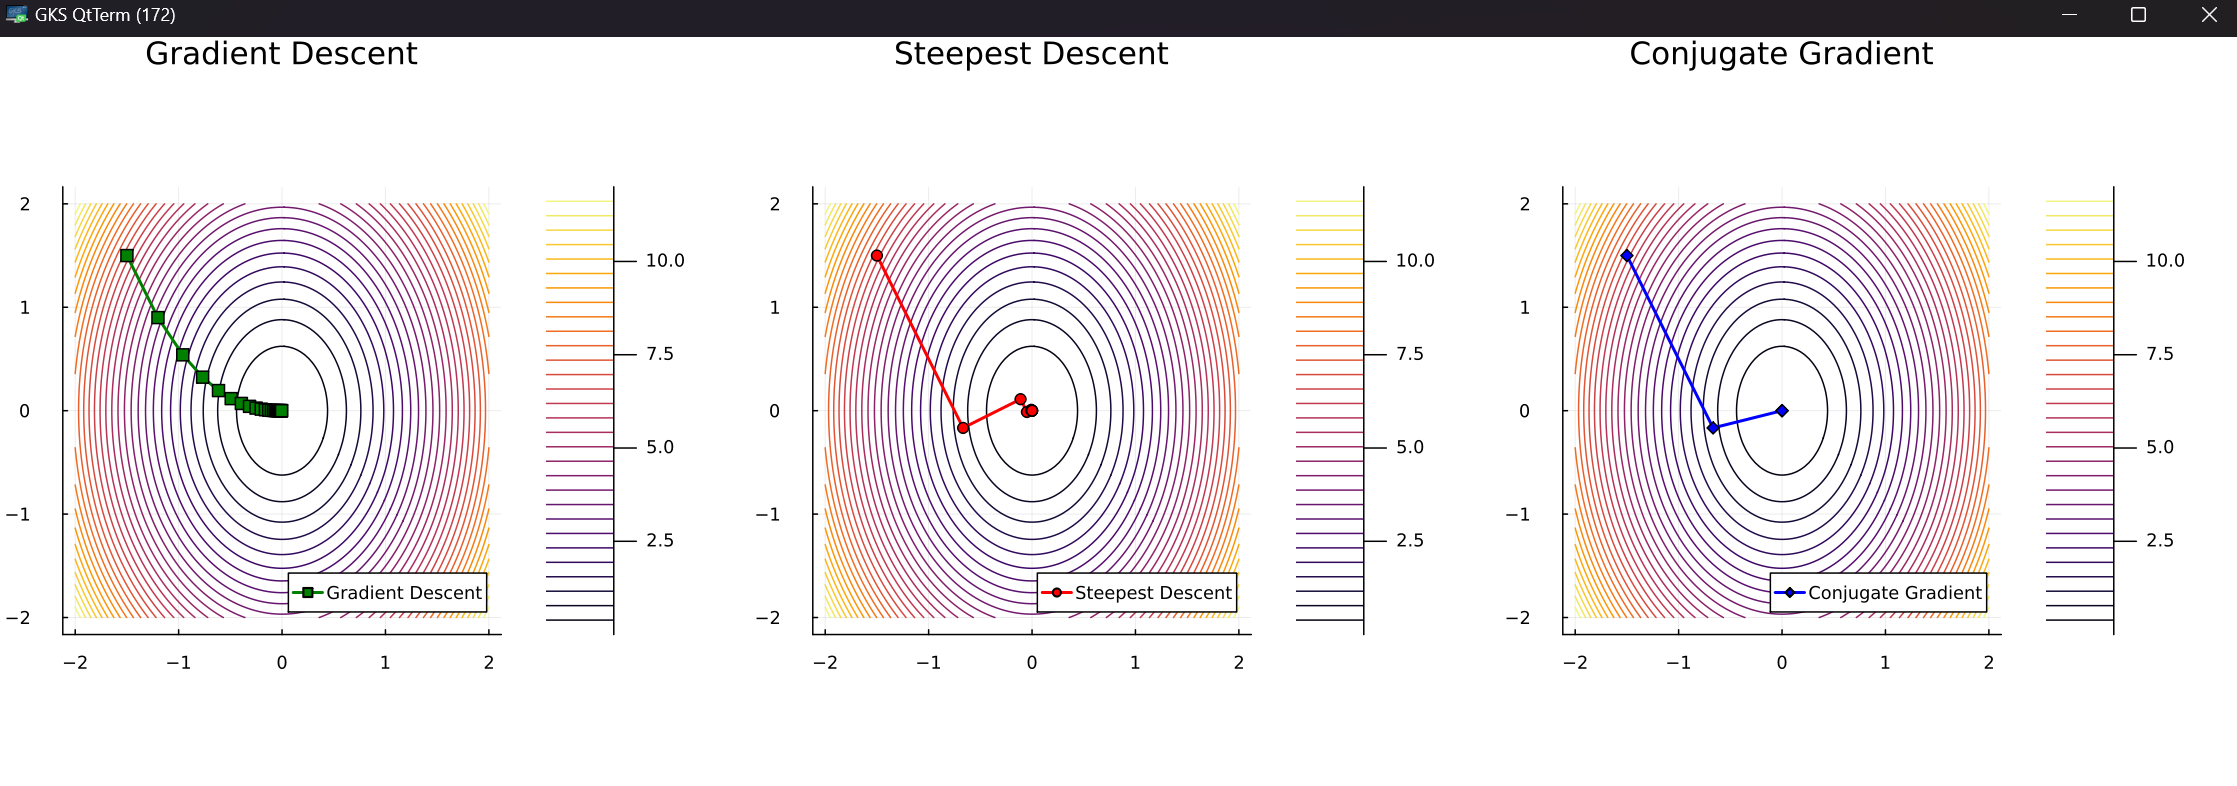 GKS QtTerm (172)
Gradient Descent
Steepest Descent
Conjugate Gradient
2
1
0
−1
−2
−2 −1 0 1 2
10.0
7.5
5.0
2.5
Gradient Descent
2
1
0
−1
−2
−2 −1 0 1 2
10.0
7.5
5.0
2.5
Steepest Descent
2
1
0
−1
−2
−2 −1 0 1 2
10.0
7.5
5.0
2.5
Conjugate Gradient